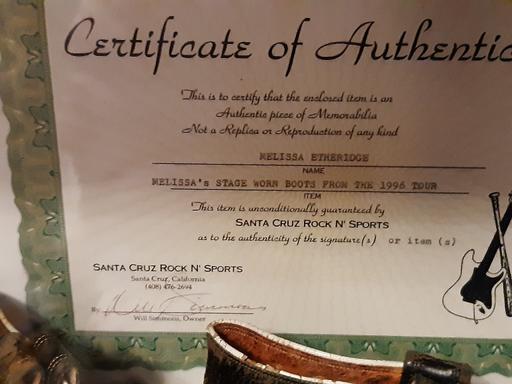 Certificate of Authentic
This is to certify that the enclosed item is an
Authentic piece of Memorabilia
Not a Replica or Reproduction of any kind
MELISSA ETHERIDGE
NAME
MELISSA's STAGE WORN BOOTS FROM THE 1996 TOUR
ITEM
This item is unconditionally guaranteed by
SANTA CRUZ ROCK N' SPORTS
as to the authenticity of the signature(s) or item (s)
SANTA CRUZ ROCK N' SPORTS
Santa Cruz, California
(408) 476-2694
By Will Simmons
Will Simmons, Owner